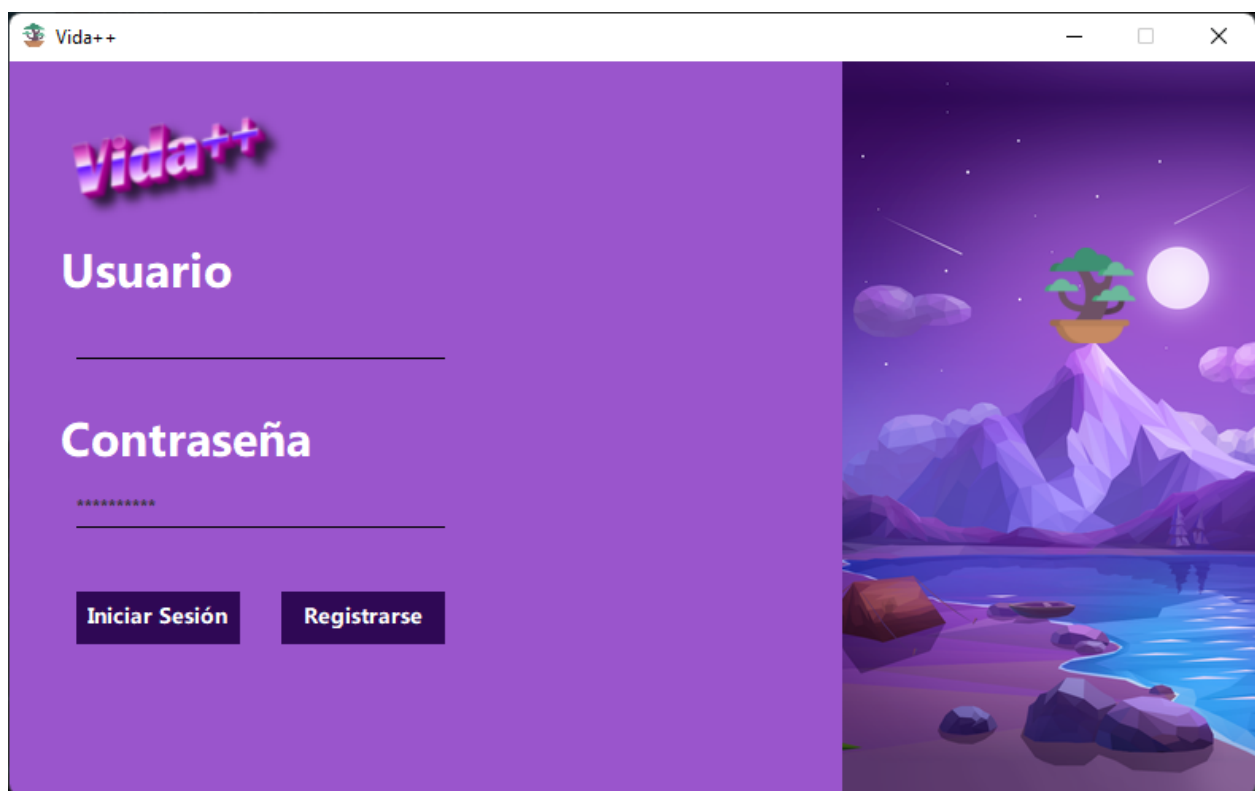 Vida++
Vida++
Usuario
Contraseña
**********
Iniciar Sesión
Registrarse